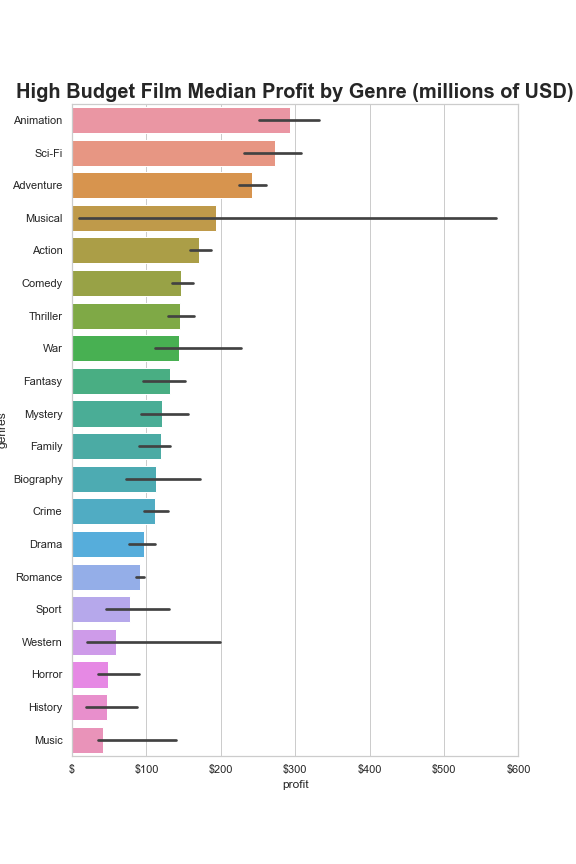 High Budget Film Median Profit by Genre (millions of USD)
Animation
Sci-Fi
Adventure
Musical
Action
Comedy
Thriller
War
Fantasy
Mystery
Family
Biography
Crime
Drama
Romance
Sport
Western
Horror
History
Music
genres
$ $100 $200 $300 $400 $500 $600
profit